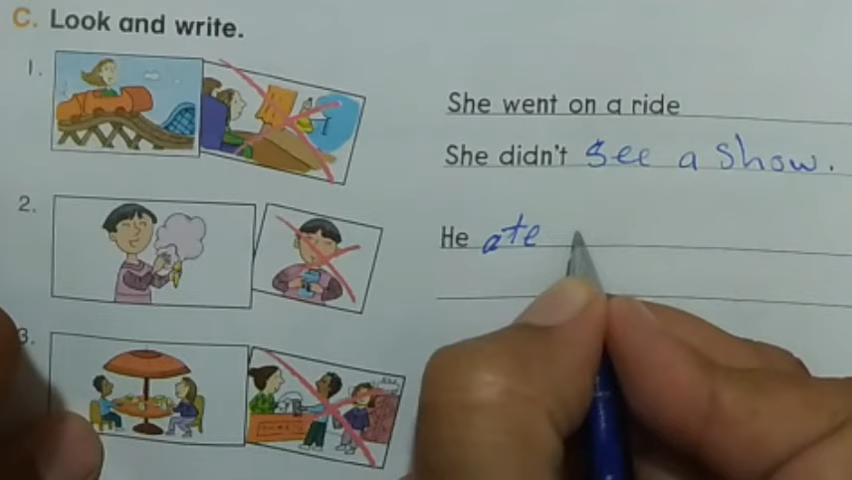 C. Look and write.
1.
She went on a ride
She didn't see a show.
2.
He ate
3.